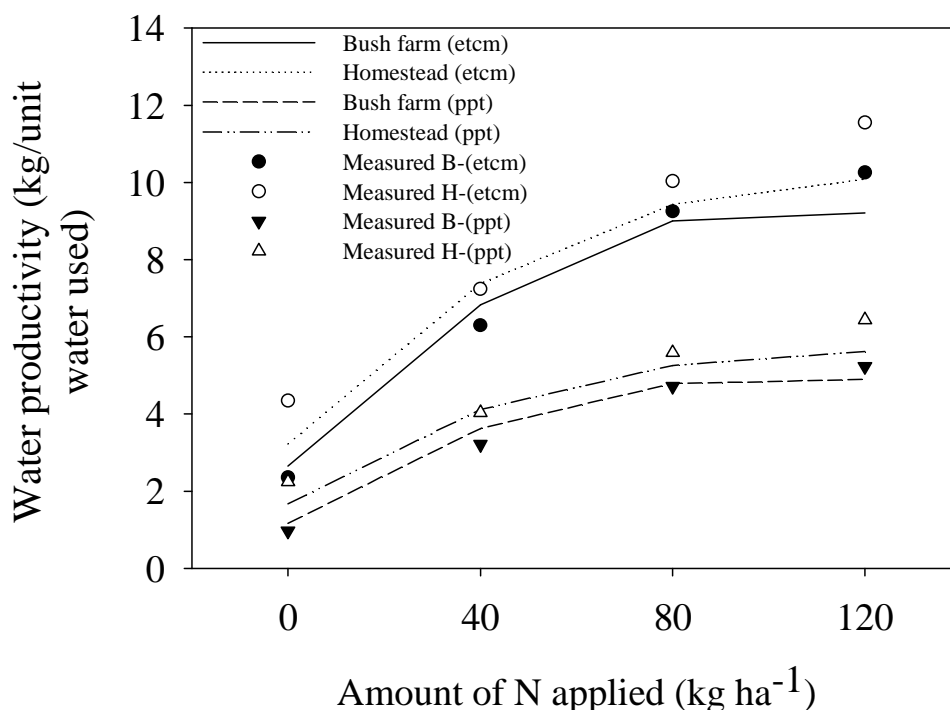 Water productivity (kg/unit
water used)
14
12
10
8
6
4
2
0
Bush farm (etcm)
Homestead (etcm)
Bush farm (ppt)
Homestead (ppt)
Measured B-(etcm)
Measured H-(etcm)
Measured B-(ppt)
Measured H-(ppt)
0 40 80 120
Amount of N applied (kg ha-1)